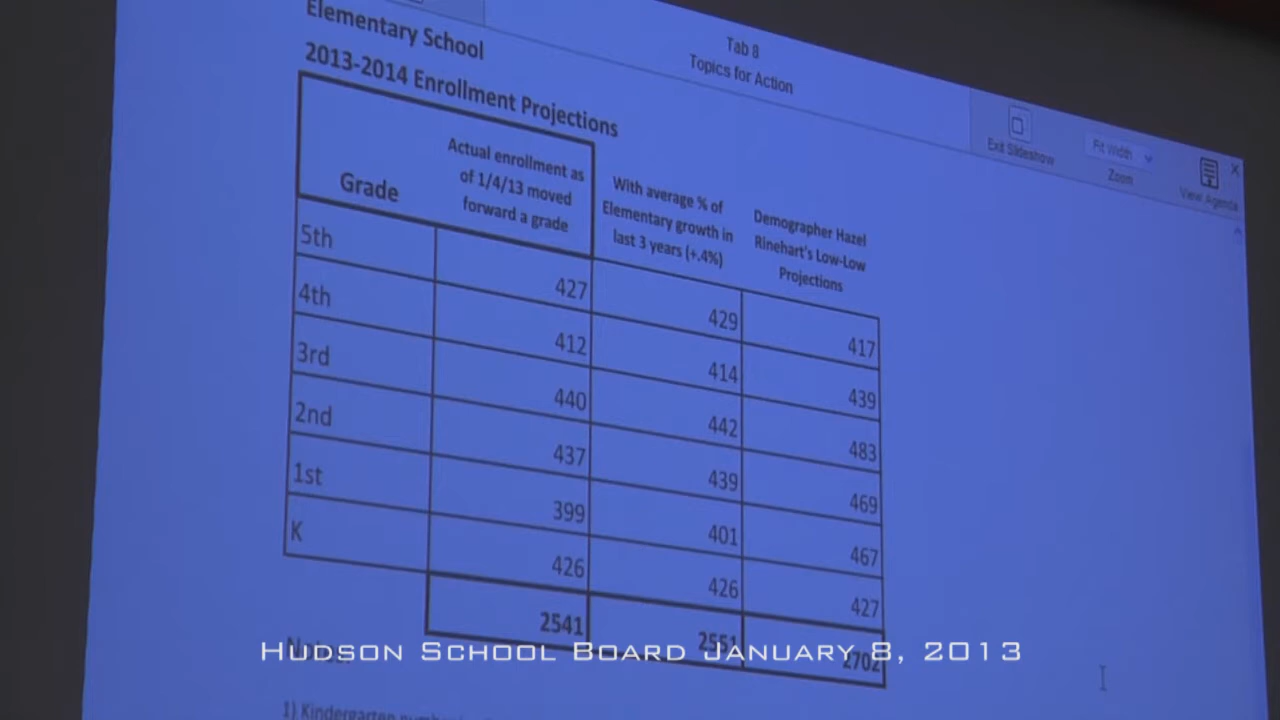 Elementary School
2013-2014 Enrollment Projections
Tab 8
Topics for Action
Exit Slideshow
Fit Width
Zoom
View Agenda
Grade
Actual enrollment as
of 1/4/13 moved
forward a grade
With average % of
Elementary growth in
last 3 years (+.4%)
Demographer Hazel
Rinehart's Low-Low
Projections
5th 427 429 417
4th 412 414 439
3rd 440 442 483
2nd 437 439 469
1st 399 401 467
K 426 426 427
2541 2551 2702
Hudson School Board January 8, 2013
1) Kindergarten